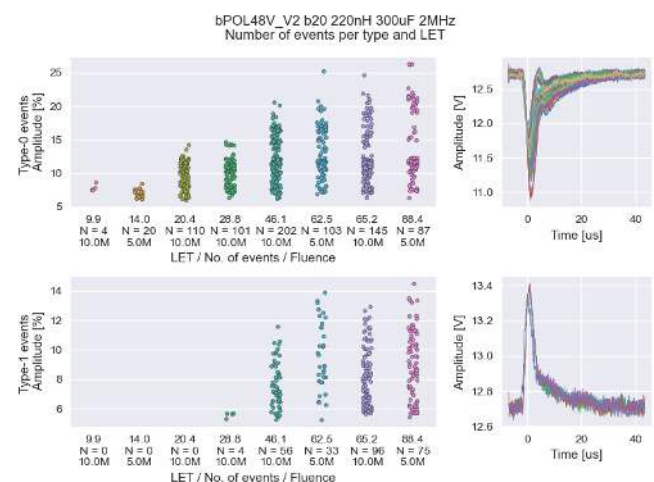 bPOL48V_V2 b20 220nH 300uF 2MHz
Number of events per type and LET
Type-0 events
Amplitude [%]
25
20
15
10
5
9.9 14.0 20.4 28.8 46.1 62.5 65.2 88.4
N = 4 N = 20 N = 110 N = 101 N = 202 N = 103 N = 145 N = 87
10.0M 5.0M 10.0M 10.0M 10.0M 5.0M 10.0M 5.0M
LET / No. of events / Fluence
Amplitude [V]
12.5
12.0
11.5
11.0
0 20 40
Time [us]
Type-1 events
Amplitude [%]
14
12
10
8
6
9.9 14.0 20.4 28.8 46.1 62.5 65.2 88.4
N = 0 N = 0 N = 0 N = 4 N = 56 N = 33 N = 96 N = 75
10.0M 5.0M 10.0M 10.0M 10.0M 5.0M 10.0M 5.0M
LET / No. of events / Fluence
Amplitude [V]
13.4
13.2
13.0
12.8
12.6
0 20 40
Time [us]